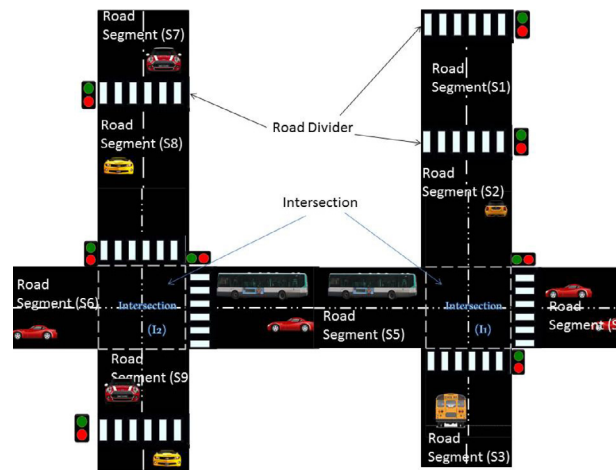 Road
Segment (S7)
Road
Segment (S8)
Road
Segment(S1)
Road Divider
Road
Segment (S2)
Intersection
Road
Segment (S6)
Intersection
(I2)
Road
Segment (S5)
Intersection
(I1)
Road
Segment (S
Road
Segment (S9
Road
Segment (S3)